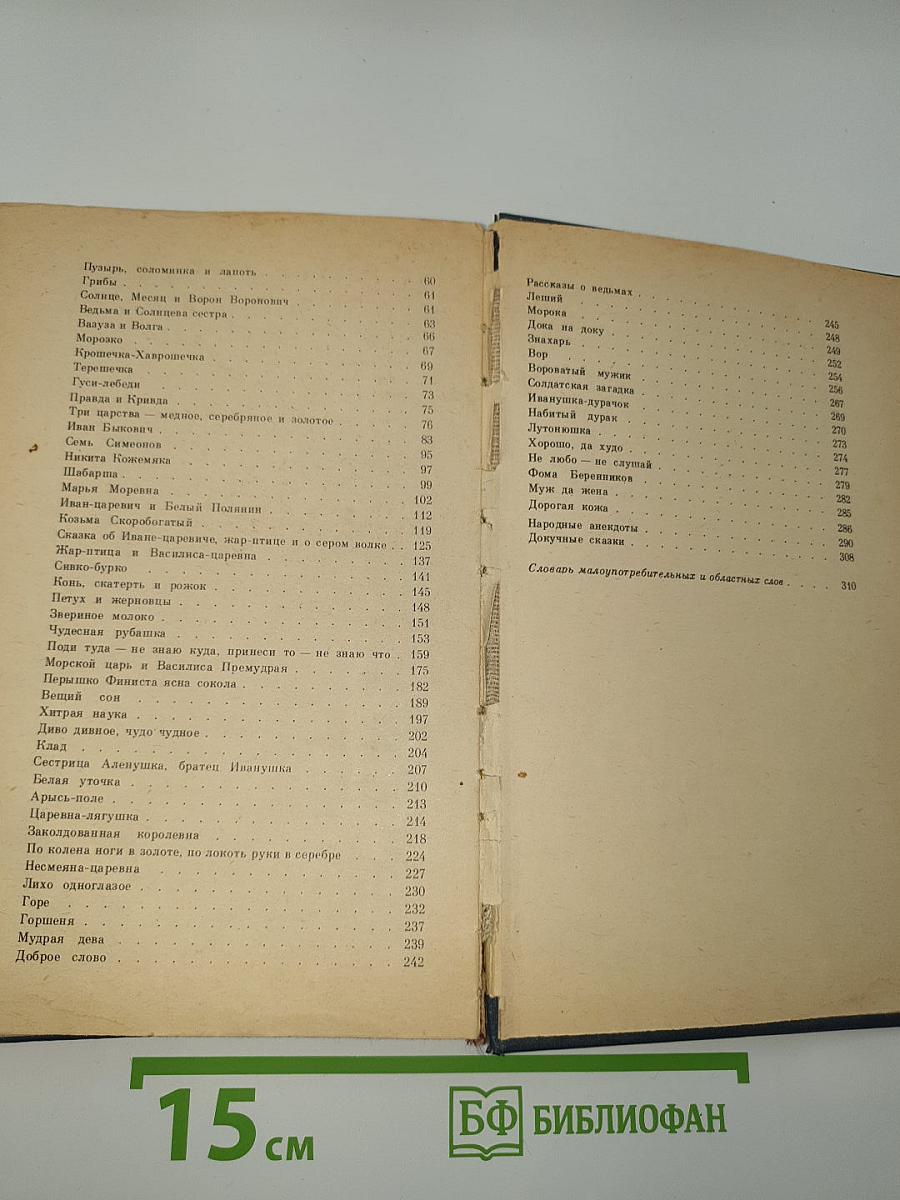 Пузырь, соломинка и лапоть . . . . . . 60
Грибы . . . . . . 61
Солнце, Месяц и Ворон Воронович . . . . . . 61
Ведьма и Солнцева сестра . . . . . . 63
Вазуза и Волга . . . . . . 66
Морозко . . . . . . 67
Крошечка-Хаврошечка . . . . . . 69
Терешечка . . . . . . 71
Гуси-лебеди . . . . . . 73
Правда и Кривда . . . . . . 75
Три царства — медное, серебряное и золотое . . . . . . 76
Иван Быкович . . . . . . 83
Семь Симеонов . . . . . . 95
Никита Кожемяка . . . . . . 97
Шабарша . . . . . . 99
Марья Моревна . . . . . . 102
Иван-царевич и Белый Полянин . . . . . . 112
Козьма Скоробогатый . . . . . . 119
Сказка об Иване-царевиче, жар-птице и о сером волке . . 125
Жар-птица и Василиса-царевна . . . . . . 137
Сивко-бурко . . . . . . 141
Конь, скатерть и рожок . . . . . . 145
Петух и жерновцы . . . . . . 148
Звериное молоко . . . . . . 151
Чудесная рубашка . . . . . . 153
Поди туда — не знаю куда, принеси то — не знаю что . 159
Морской царь и Василиса Премудрая . . . . . . 175
Перышко Финиста ясна сокола . . . . . . 182
Вещий сон . . . . . . 189
Хитрая наука . . . . . . 197
Диво дивное, чудо чудное . . . . . . 202
Клад . . . . . . 204
Сестрица Аленушка, братец Иванушка . . . . . . 207
Белая уточка . . . . . . 210
Арысь-поле . . . . . . 213
Царевна-лягушка . . . . . . 214
Заколдованная королевна . . . . . . 218
По колена ноги в золоте, по локоть руки в серебре . . . 224
Несмеяна-царевна . . . . . . 227
Лихо одноглазое . . . . . . 230
Горе . . . . . . 232
Горшеня . . . . . . 237
Мудрая дева . . . . . . 239
Доброе слово . . . . . . 242
Рассказы о ведьмах . . . . . . 245
Леший . . . . . . 248
Морока . . . . . . 249
Дока на доку . . . . . . 252
Знахарь . . . . . . 254
Вор . . . . . . 256
Вороватый мужик . . . . . . 267
Солдатская загадка . . . . . . 269
Иванушка-дурачок . . . . . . 270
Набитый дурак . . . . . . 273
Лутонюшка . . . . . . 274
Хорошо, да худо . . . . . . 277
Не любо — не слушай . . . . . . 279
Фома Беренников . . . . . . 282
Муж да жена . . . . . . 285
Дорогая кожа . . . . . . 286
Народные анекдоты . . . . . . 290
Докучные сказки . . . . . . 308
Словарь малоупотребительных и областных слов . . . . 310
15 см
БФ БИБЛИОФАН